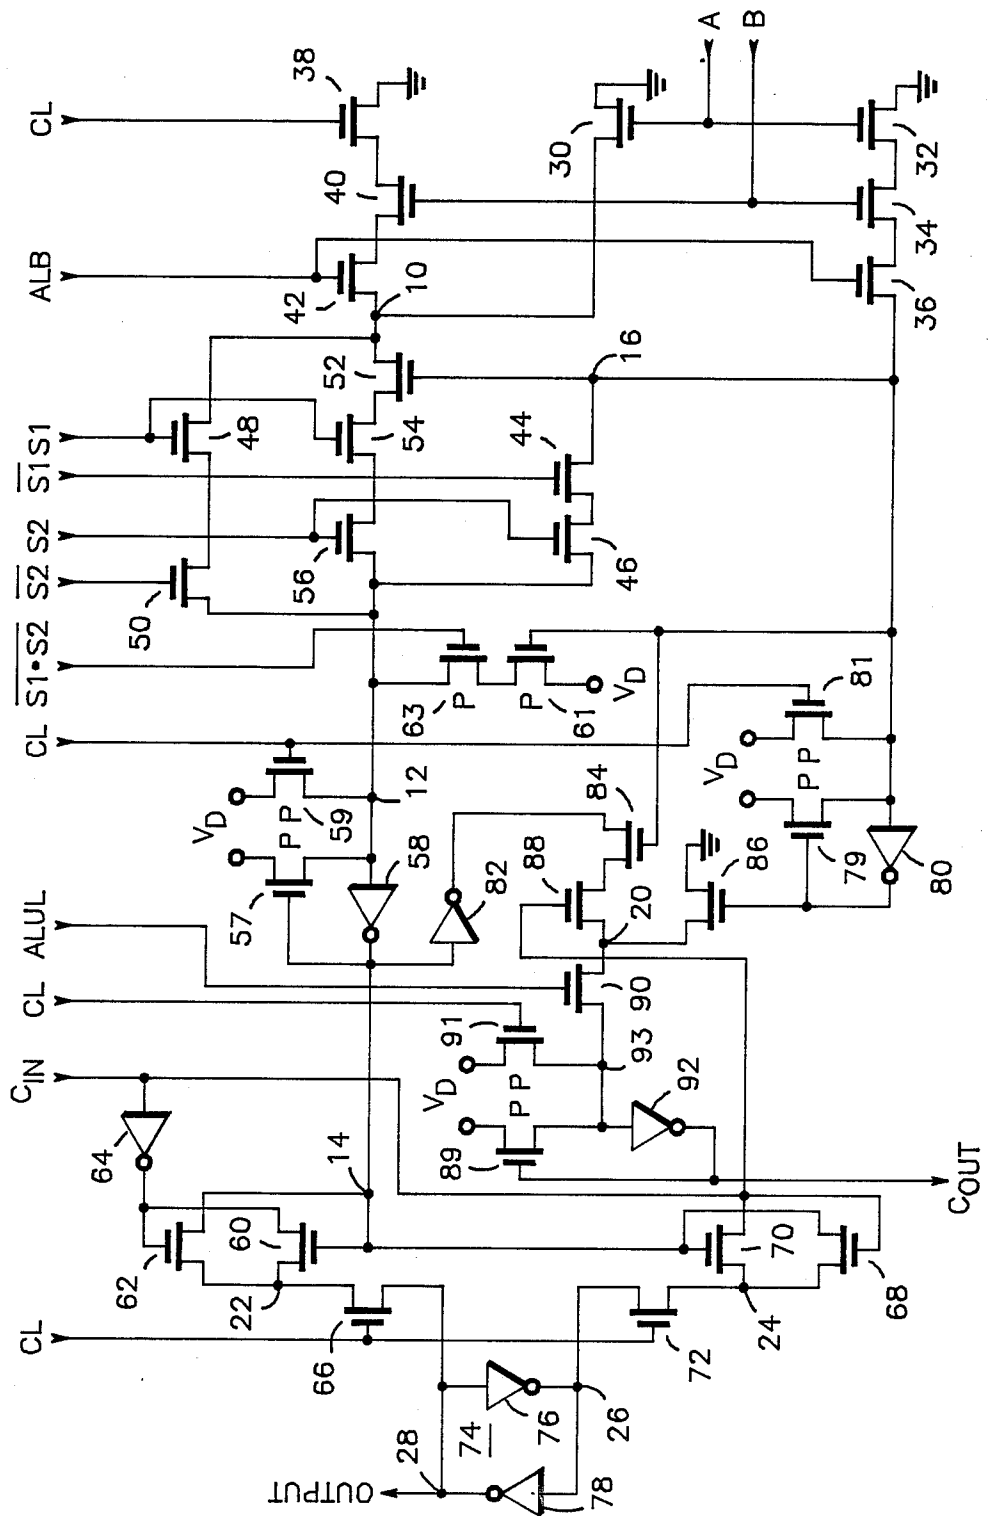 CL
ALB
S1
S̅1̅
S2
S̅2̅
S̅1̅•̅S̅2̅
CL
ALUL
CL
C_IN
CL
38
40
42
10
52
48
54
56
50
30
A
B
32
34
36
16
44
46
63
P
P
61
V_D
V_D
P P
59
12
57
58
82
84
88
20
86
90
93
91
V_D
P P
89
92
V_D
P P
81
79
80
64
14
62
60
22
66
70
68
24
72
C_OUT
28
74
76
26
78
OUTPUT